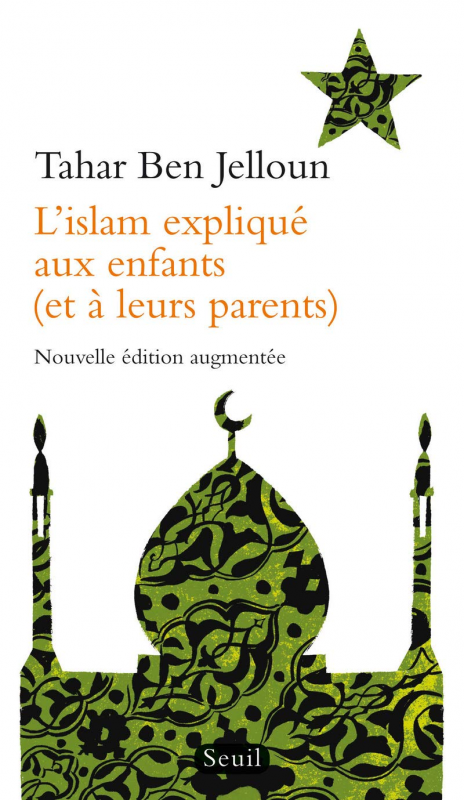 Tahar Ben Jelloun
L’islam expliqué
aux enfants
(et à leurs parents)
Nouvelle édition augmentée
Seuil